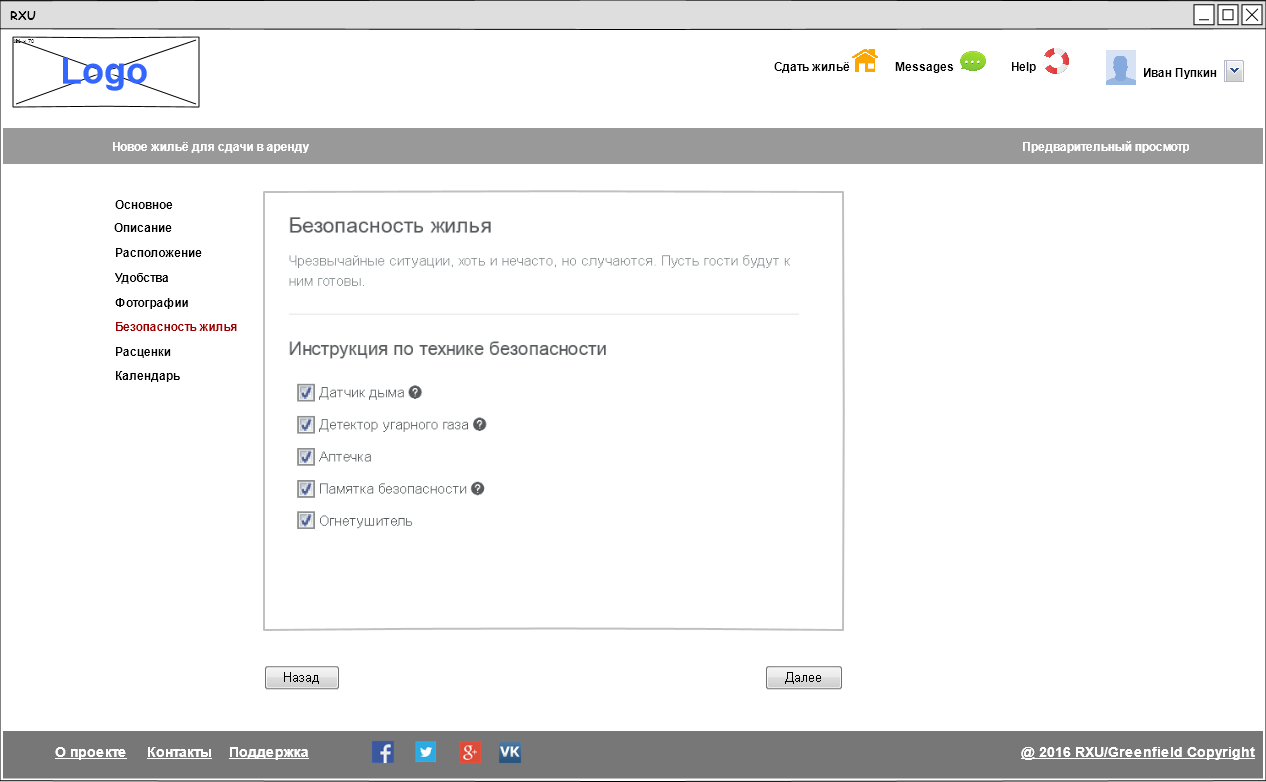 RXU
Logo
Сдать жильё
Messages
Help
Иван Пупкин
Новое жильё для сдачи в аренду
Предварительный просмотр
Основное
Описание
Расположение
Удобства
Фотографии
Безопасность жилья
Расценки
Календарь
Безопасность жилья
Чрезвычайные ситуации, хоть и нечасто, но случаются. Пусть гости будут к
ним готовы.
Инструкция по технике безопасности
Датчик дыма ?
Детектор угарного газа ?
Аптечка
Памятка безопасности ?
Огнетушитель
Назад
Далее
О проекте
Контакты
Поддержка
f
g+
VK
@ 2016 RXU/Greenfield Copyright